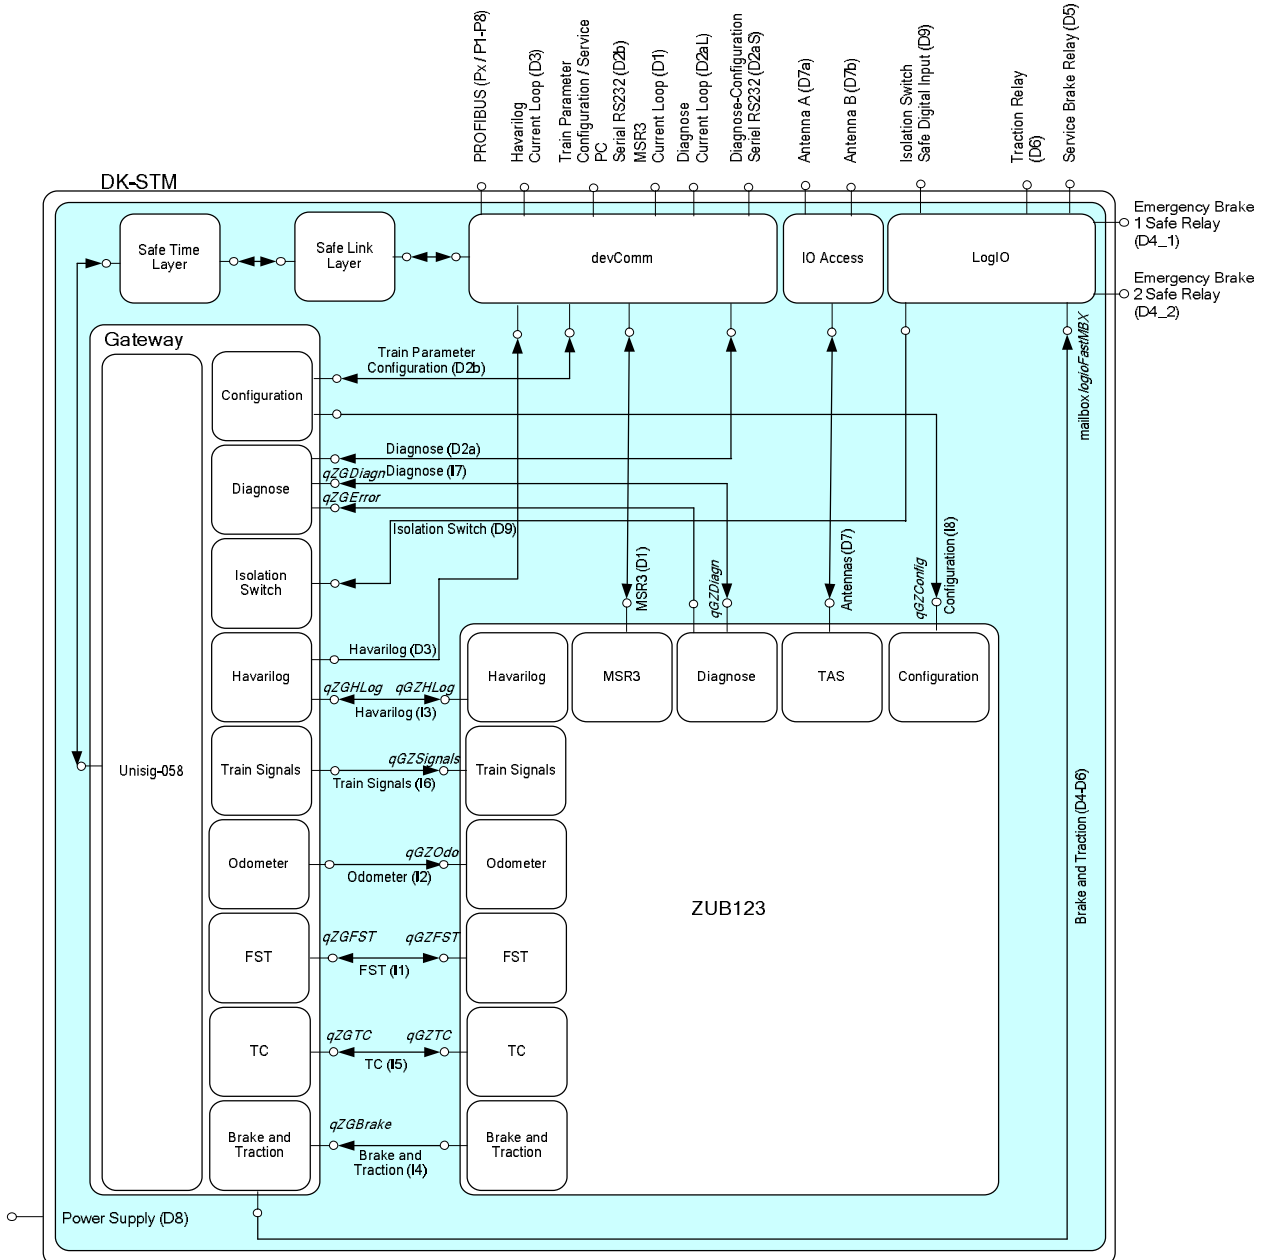 PROFIBUS (Px / P1-P8)
Havarilog
Current Loop (D3)
Train Parameter
Configuration / Service
PC
Serial RS232 (D2b)
MSR3
Current Loop (D1)
Diagnose
Current Loop (D2aL)
Diagnose-Configuration
Seriel RS232 (D2aS)
Antenna A (D7a)
Antenna B (D7b)
Isolation Switch
Safe Digital Input (D9)
Traction Relay
(D6)
Service Brake Relay (D5)
DK-STM
Emergency Brake
1 Safe Relay
(D4_1)
Emergency Brake
2 Safe Relay
(D4_2)
Safe Time
Layer
Safe Link
Layer
devComm
IO Access
LogIO
mailbox logioFastMBX
Gateway
Unisig-058
Configuration
Train Parameter
Configuration (D2b)
Diagnose
Diagnose (D2a)
qZGDiagn
Diagnose (I7)
qZGError
Isolation Switch (D9)
Isolation
Switch
MSR3 (D1)
qGZDiagn
Antennas (D7)
qGZConfig
Configuration (I8)
Havarilog
Havarilog (D3)
qZGHLog
qGZHLog
Havarilog (I3)
Havarilog
MSR3
Diagnose
TAS
Configuration
Train Signals
qGZSignals
Train Signals (I6)
Train Signals
Odometer
qGZOdo
Odometer (I2)
Odometer
ZUB123
Brake and Traction (D4-D6)
FST
qZGFST
qGZFST
FST (I1)
FST
TC
qZGTC
qGZTC
TC (I5)
TC
Brake and
Traction
qZGBrake
Brake and
Traction (I4)
Brake and
Traction
Power Supply (D8)